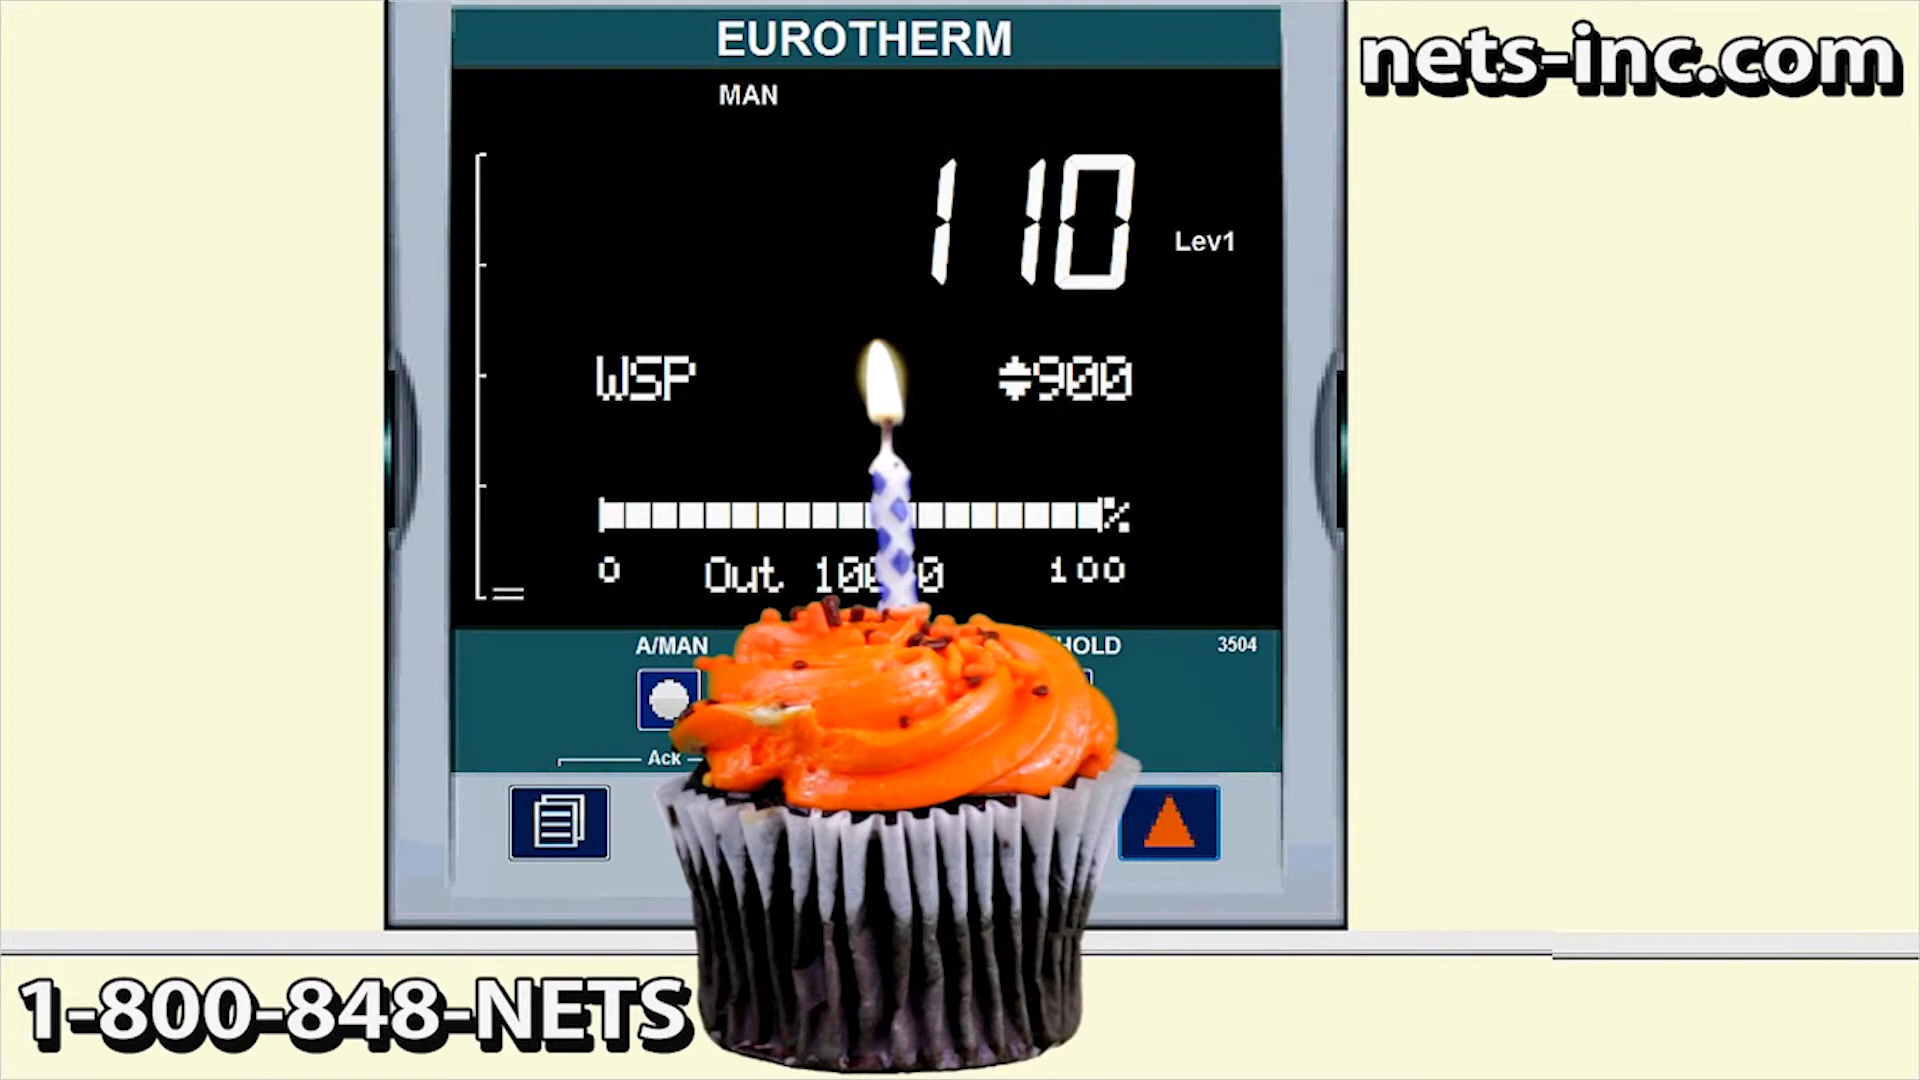 EUROTHERM
nets-inc.com
MAN
110
Lev1
WSP
900
%
0
Out
100
A/MAN
HOLD
3504
Ack
1-800-848-NETS